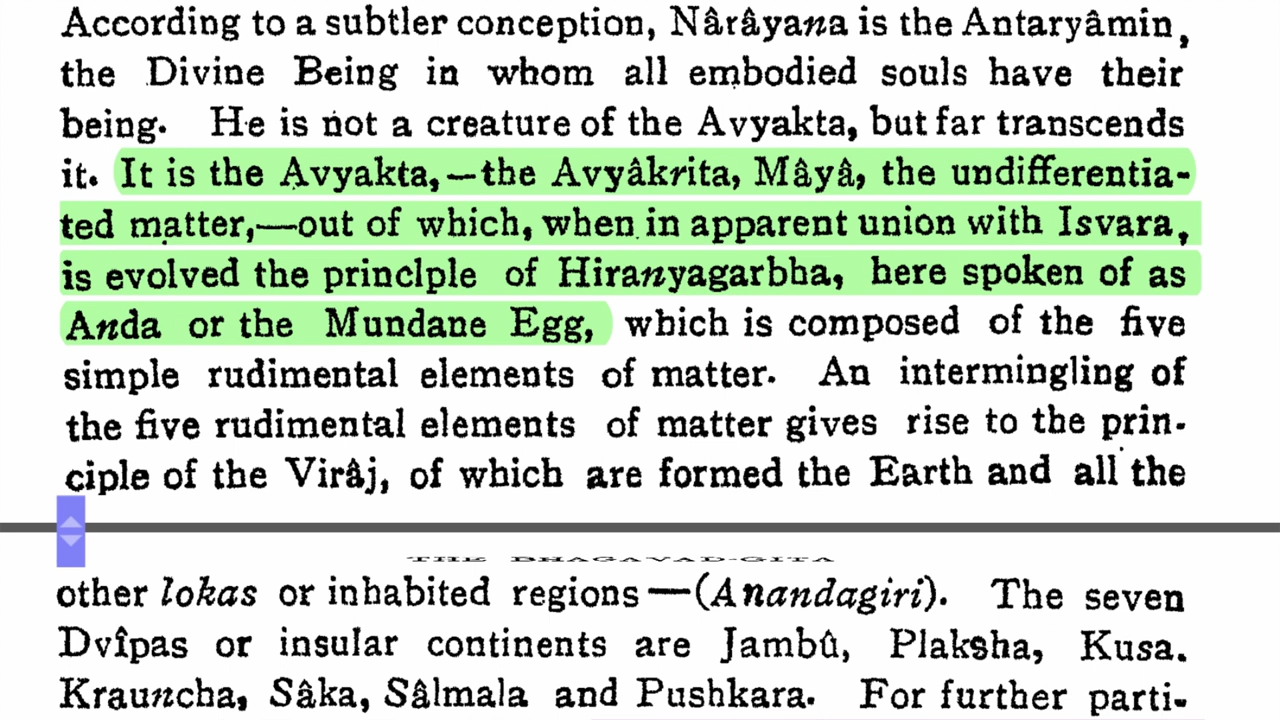 According to a subtler conception, Nârâyana is the Antaryâmin,
the Divine Being in whom all embodied souls have their
being. He is not a creature of the Avyakta, but far transcends
it. It is the Avyakta,—the Avyâkrita, Mâyâ, the undifferentia-
ted matter,—out of which, when in apparent union with Isvara,
is evolved the principle of Hiranyagarbha, here spoken of as
Anda or the Mundane Egg, which is composed of the five
simple rudimental elements of matter. An intermingling of
the five rudimental elements of matter gives rise to the prin-
ciple of the Virâj, of which are formed the Earth and all the
THE BHAGAVAD-GITA
other lokas or inhabited regions—(Anandagiri). The seven
Dvîpas or insular continents are Jambû, Plaksha, Kusa.
Krauncha, Sâka, Sâlmala and Pushkara. For further parti-